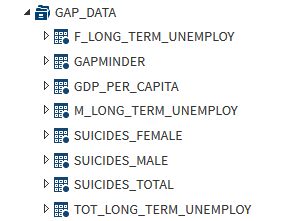 GAP_DATA
F_LONG_TERM_UNEMPLOY
GAPMINDER
GDP_PER_CAPITA
M_LONG_TERM_UNEMPLOY
SUICIDES_FEMALE
SUICIDES_MALE
SUICIDES_TOTAL
TOT_LONG_TERM_UNEMPLOY